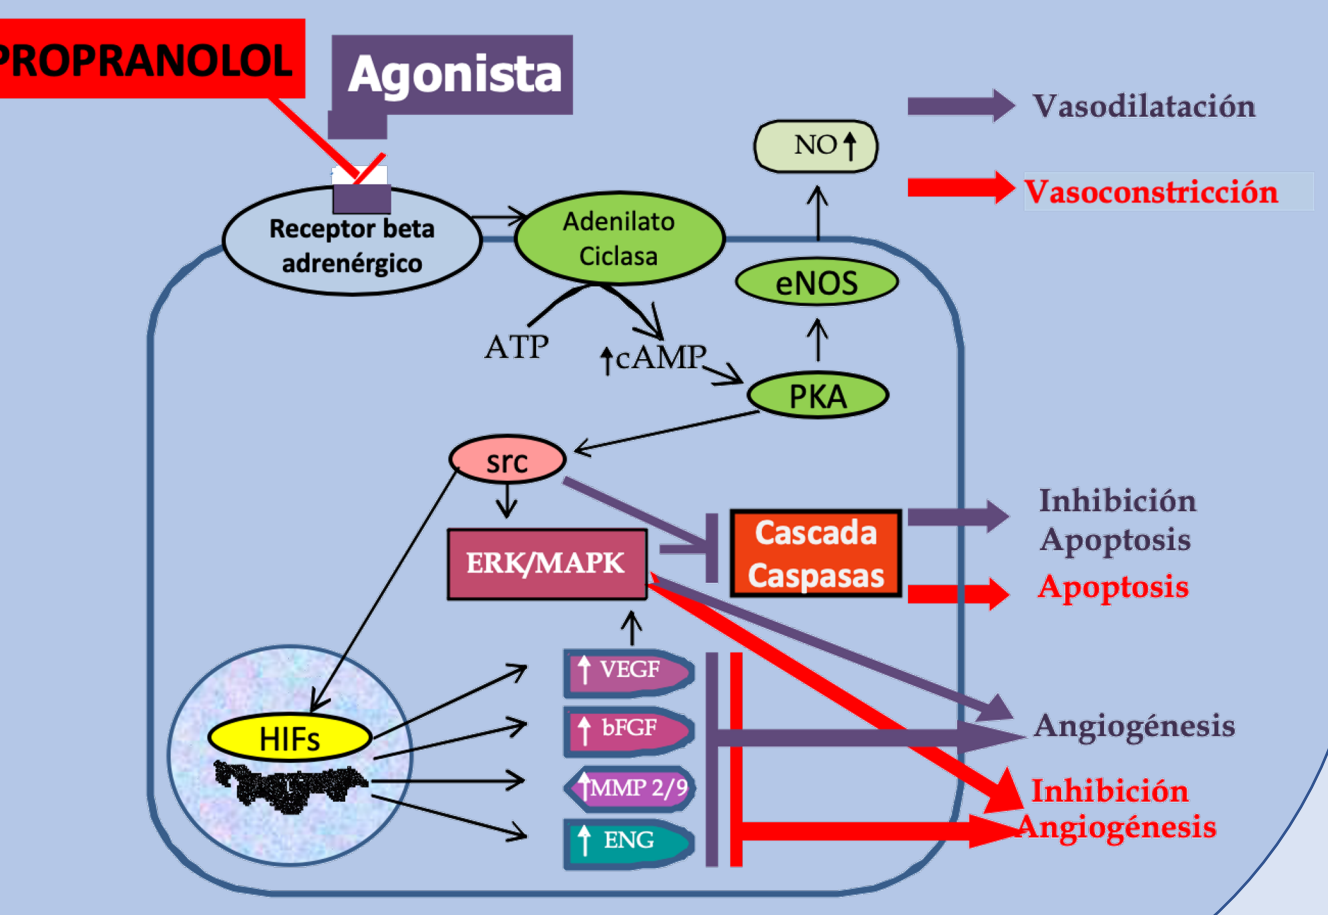 PROPRANOLOL
Agonista
NO↑
Vasodilatación
Vasoconstricción
Receptor beta
adrenérgico
Adenilato
Ciclasa
eNOS
ATP
↑cAMP
PKA
src
ERK/MAPK
Cascada
Caspasas
Inhibición
Apoptosis
Apoptosis
HIFs
↑ VEGF
↑ bFGF
↑MMP 2/9
↑ ENG
Angiogénesis
Inhibición
Angiogénesis